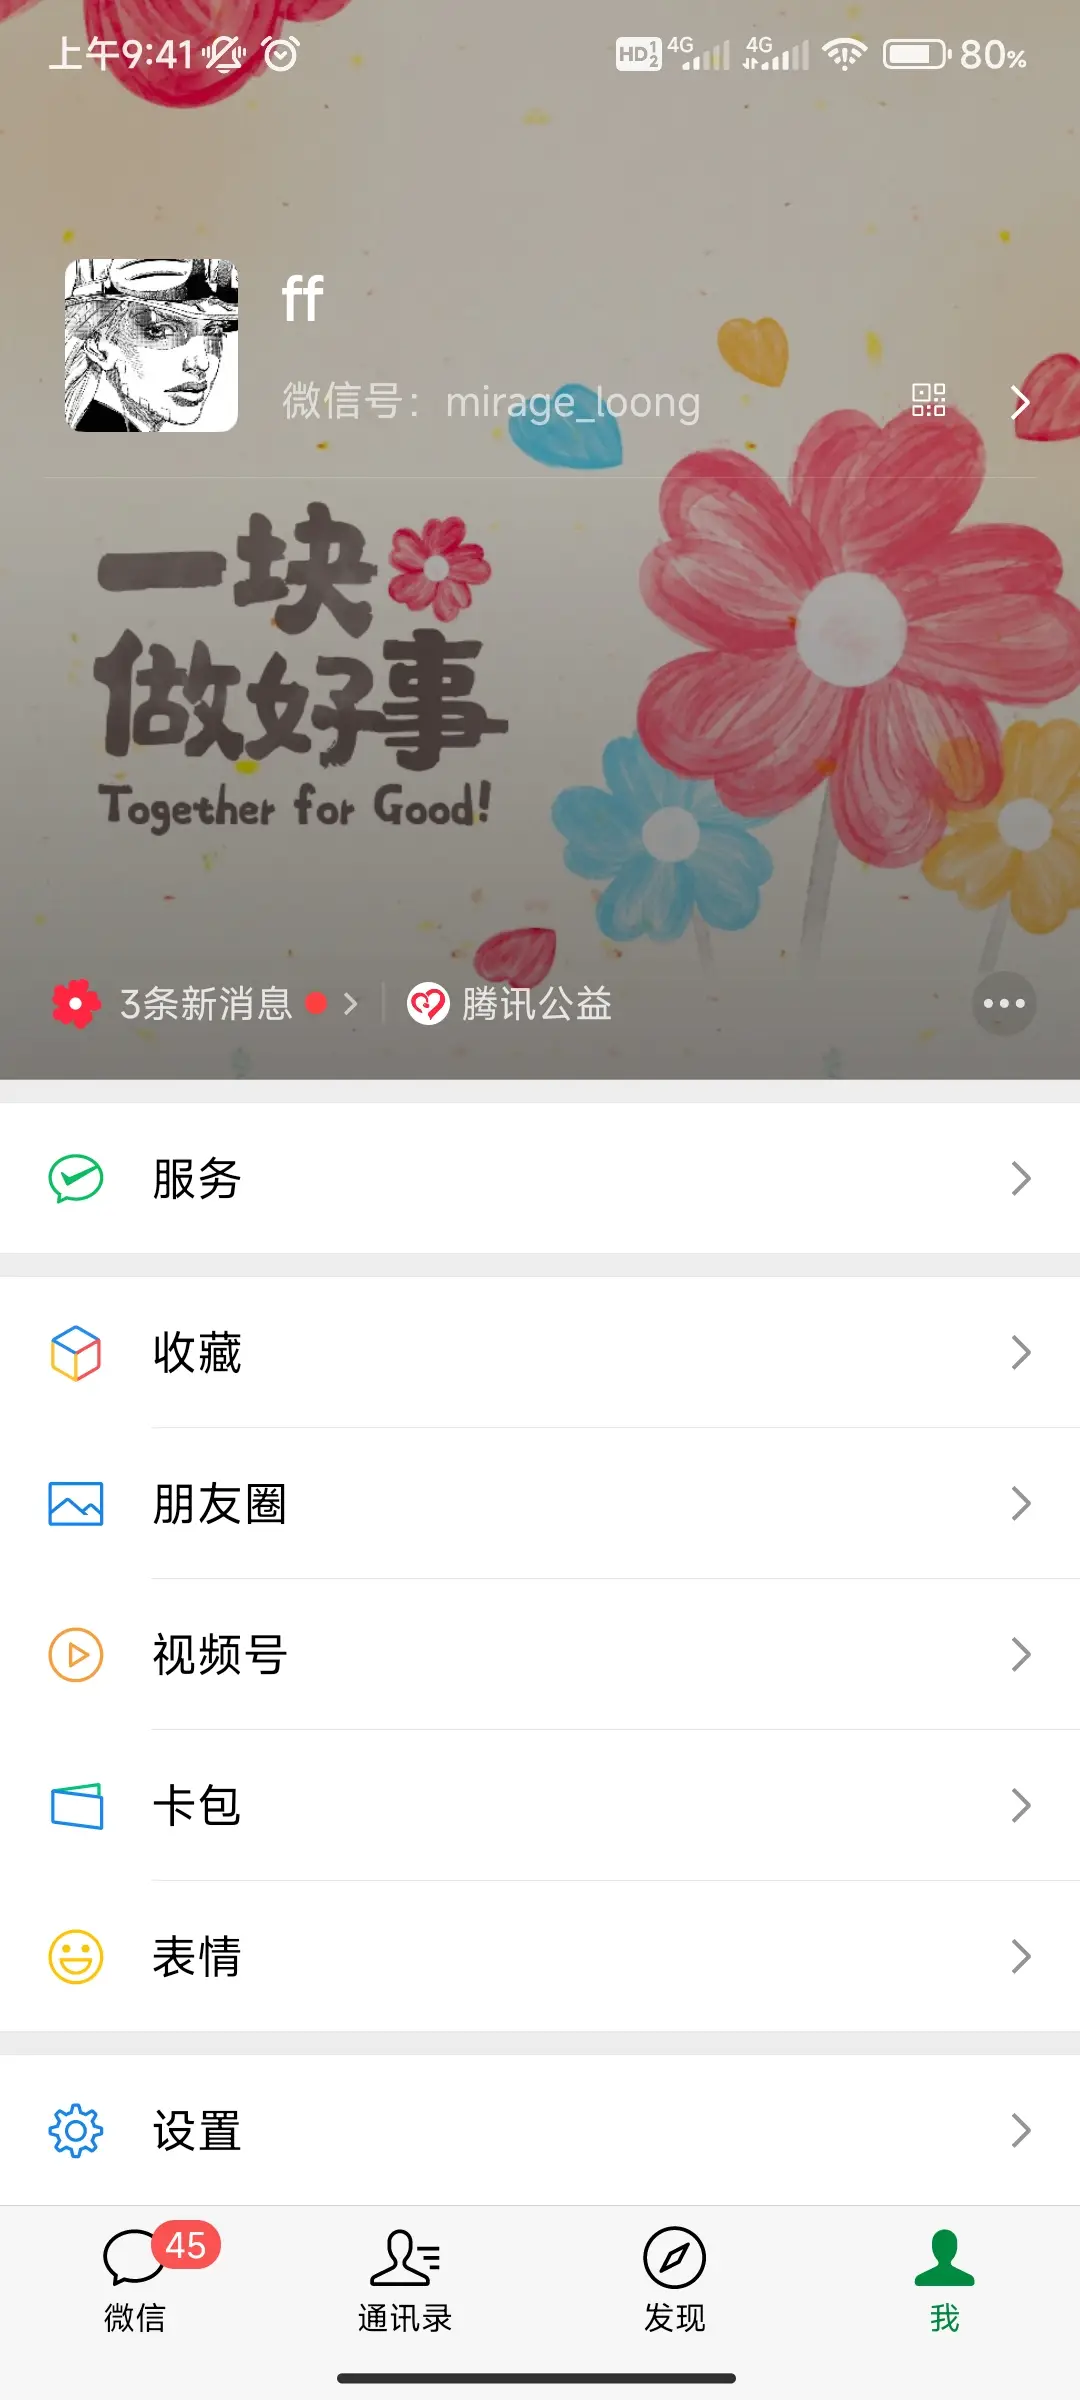 上午9:41 HD 1 2 4G 4G 80%
ff
微信号：mirage_loong
一块
做好事
Together for Good!
3条新消息 腾讯公益
服务
收藏
朋友圈
视频号
卡包
表情
设置
45
微信 通讯录 发现 我